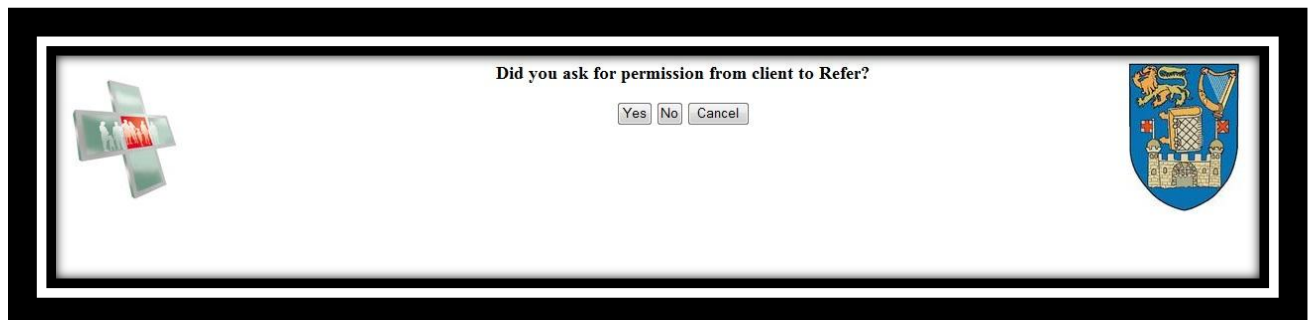 Did you ask for permission from client to Refer?
Yes No Cancel